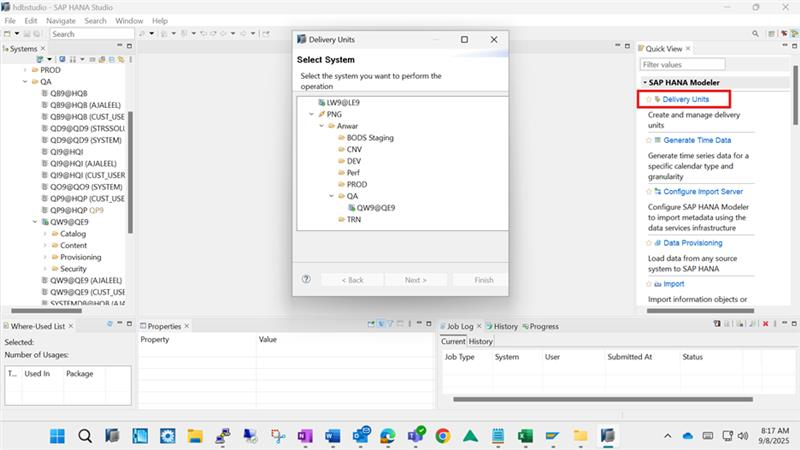 hdbstudio - SAP HANA Studio
File Edit Navigate Search Window Help
Search
Systems
PROD
QA
QB9@HQB
QB9@HQB (AJALEEL)
QB9@HQB (CUST_USER
QD9@QD9 (STRSSOLU
QD9@QD9 (SYSTEM)
QI9@HQI
QI9@HQI (AJALEEL)
QI9@HQI (CUST_USER
QO9@QO9 (SYSTEM)
QP9@HQP (CUST_USER
QP9@HQP QP9
QW9@QE9
Catalog
Content
Provisioning
Security
QW9@QE9 (AJALEEL)
QW9@QE9 (CUST_USE
SYSTEMDB@HQB (AJAL
Delivery Units
Select System
Select the system you want to perform the
operation
LW9@LE9
PNG
Anwar
BODS Staging
CNV
DEV
Perf
PROD
QA
QW9@QE9
TRN
< Back Next > Finish
Quick View
Filter values
SAP HANA Modeler
Delivery Units
Create and manage delivery
units
Generate Time Data
Generate time series data for a
specific calendar type and
granularity
Configure Import Server
Configure SAP HANA Modeler
to import metadata using the
data services infrastructure
Data Provisioning
Load data from any source
system to SAP HANA
Import
Import information objects or
Where-Used List
Selected:
Number of Usages:
T... Used In Package
Properties
Property Value
Job Log History Progress
Current History
Job Type System User Submitted At Status
8:17 AM
9/8/2025